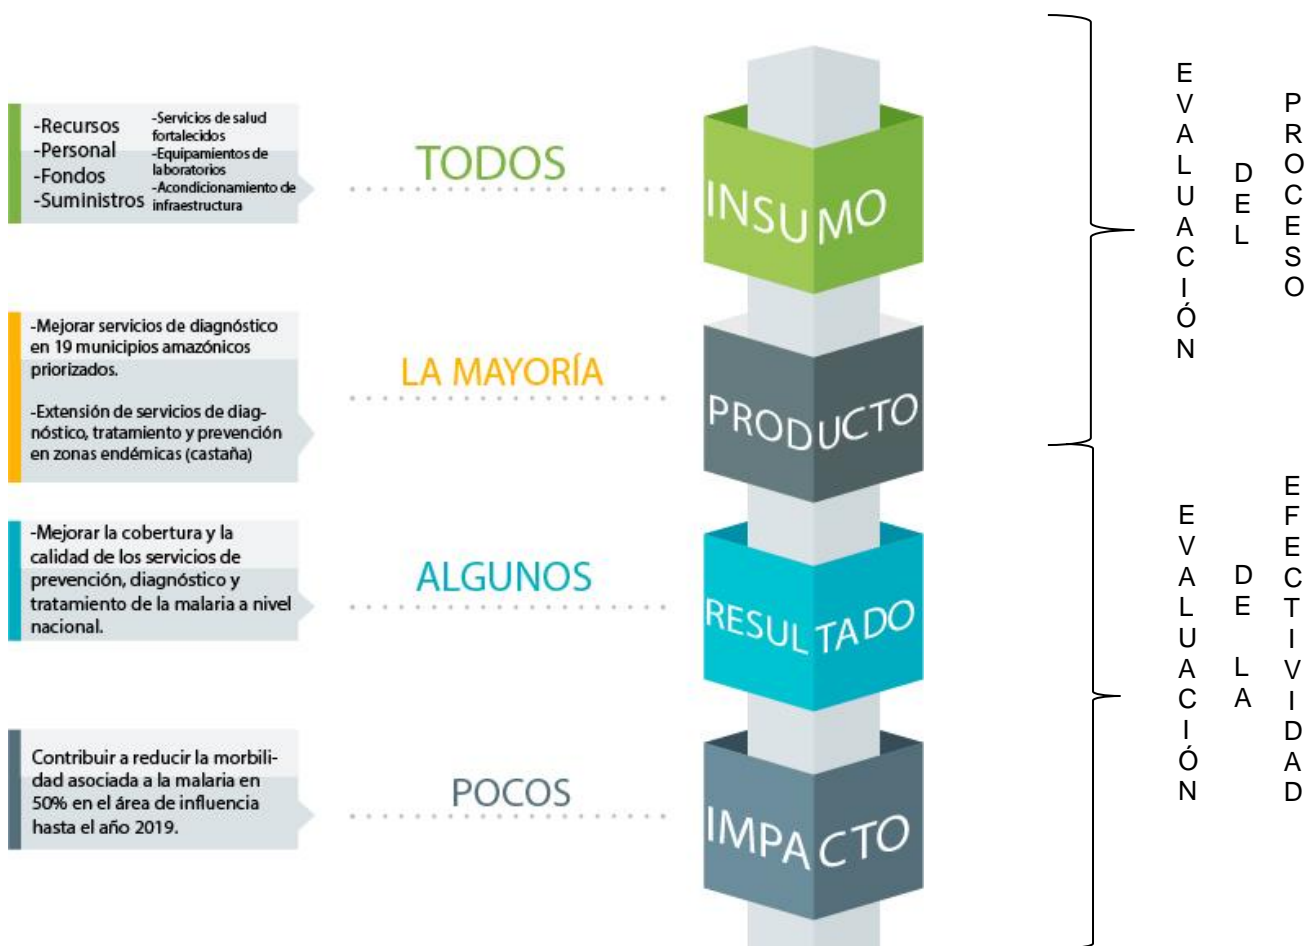 -Recursos
-Personal
-Fondos
-Suministros
-Servicios de salud
fortalecidos
-Equipamientos de
laboratorios
-Acondicionamiento de
infraestructura
TODOS
INSUMO
EVALUACIÓN
DEL
PROCESO
-Mejorar servicios de diagnóstico
en 19 municipios amazónicos
priorizados.
-Extensión de servicios de diag-
nóstico, tratamiento y prevención
en zonas endémicas (castaña)
LA MAYORÍA
PRODUCTO
-Mejorar la cobertura y la
calidad de los servicios de
prevención, diagnóstico y
tratamiento de la malaria a nivel
nacional.
ALGUNOS
RESULTADO
EVALUACIÓN
DE LA
EFECTIVIDAD
Contribuir a reducir la morbili-
dad asociada a la malaria en
50% en el área de influencia
hasta el año 2019.
POCOS
IMPACTO